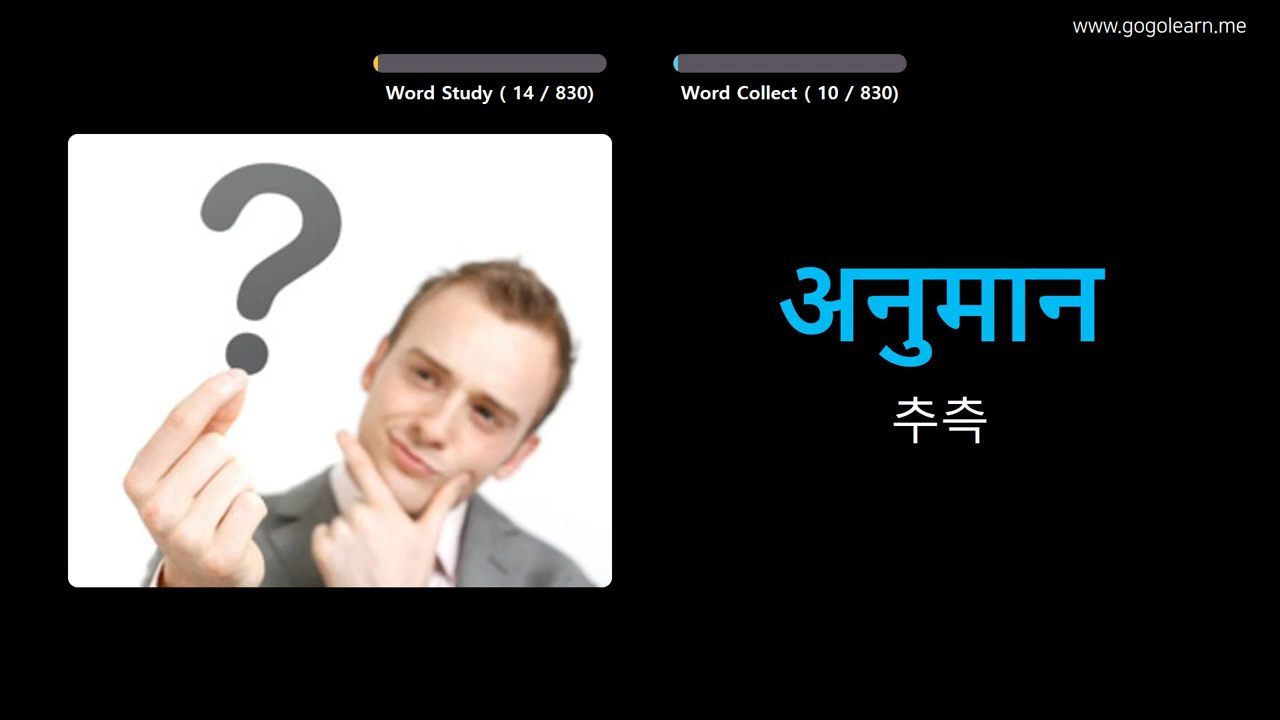 www.gogolearn.me
Word Study ( 14 / 830)
Word Collect ( 10 / 830)
?
अनुमान
추측